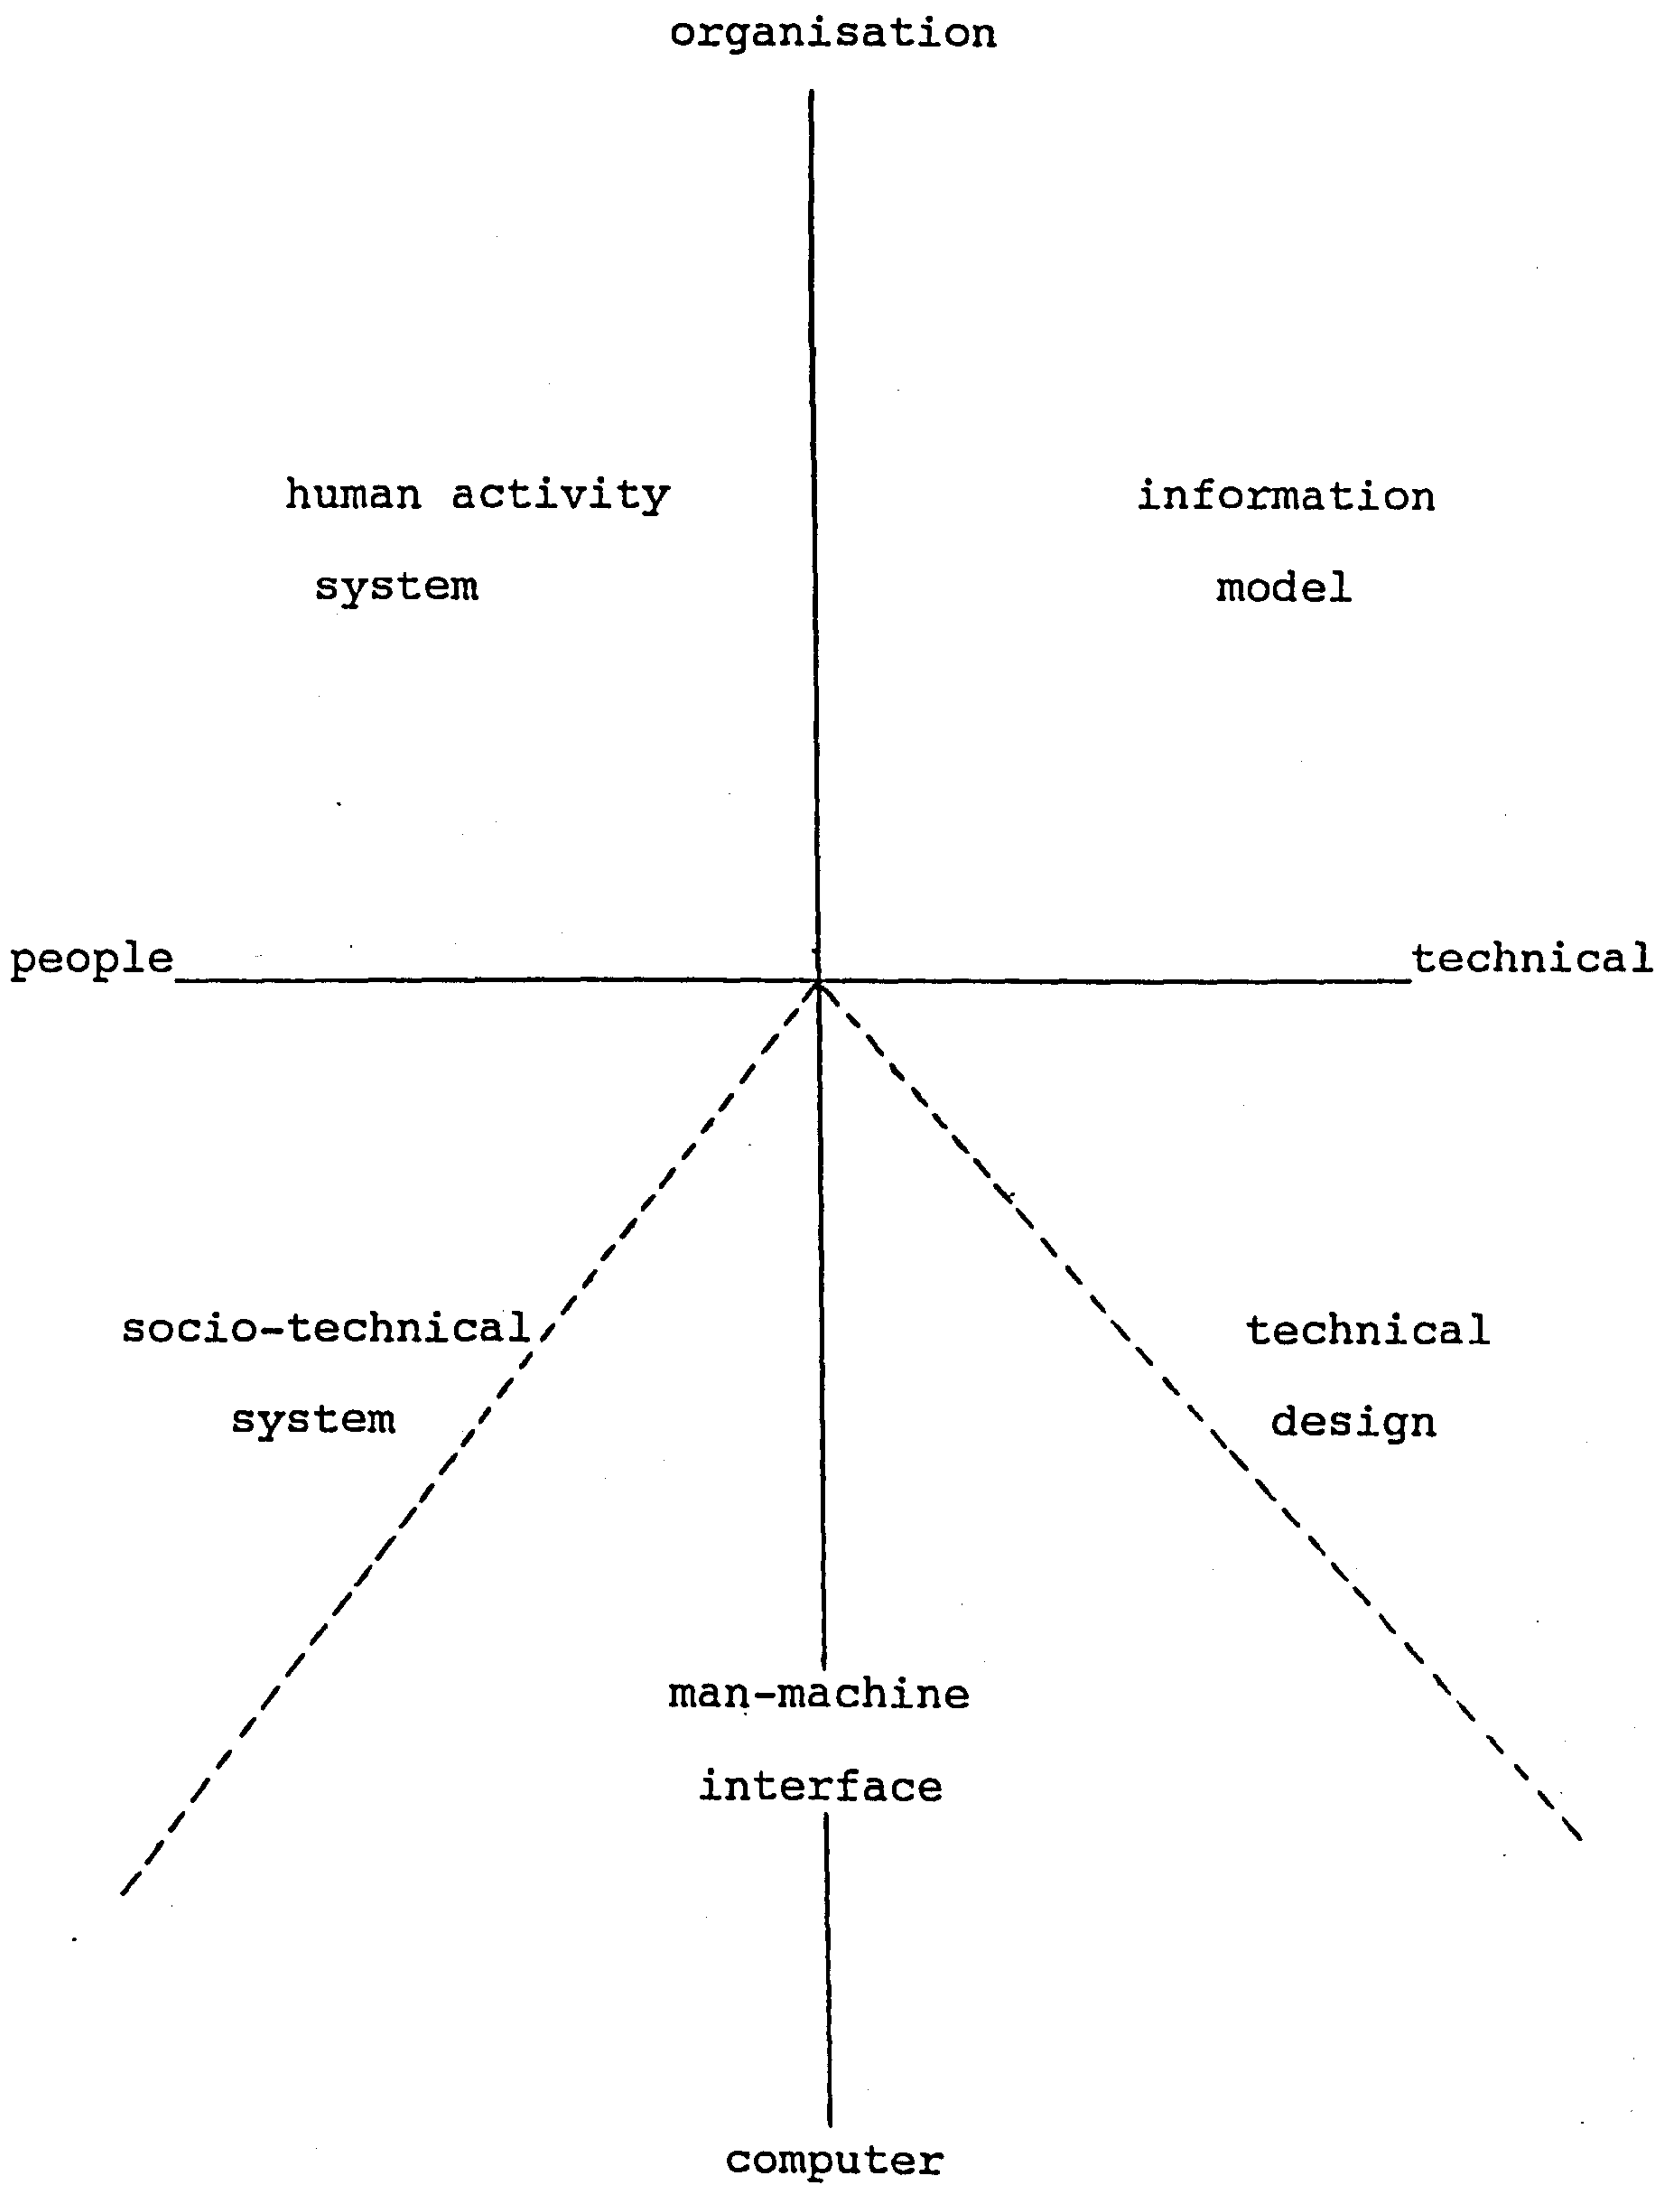 organisation
human activity
system
information
model
people
technical
socio-technical
system
technical
design
man-machine
interface
computer